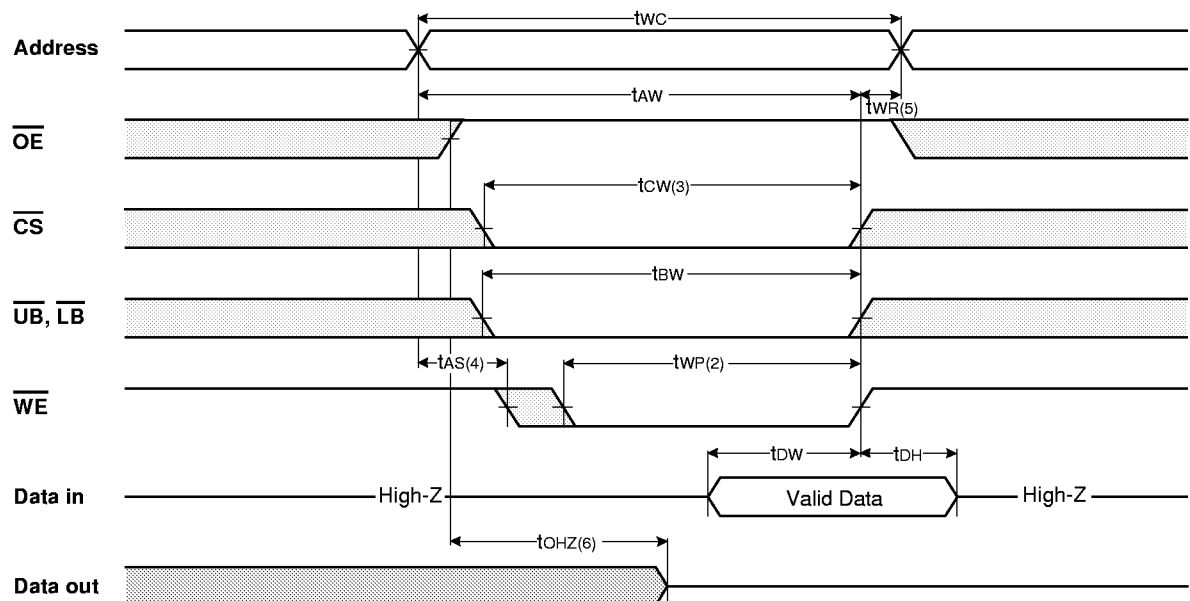 tWC
Address
tAW
tWR(5)
OE
tCW(3)
CS
tBW
UB, LB
tAS(4)
tWP(2)
WE
tDW
tDH
Data in
High-Z
Valid Data
High-Z
tOHZ(6)
Data out